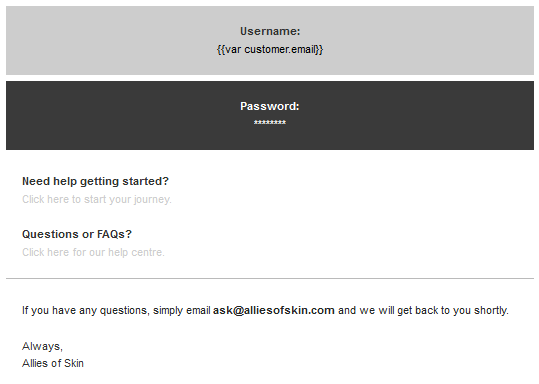 Username:
{{var customer.email}}
Password:
********
Need help getting started?
Click here to start your journey.
Questions or FAQs?
Click here for our help centre.
If you have any questions, simply email ask@alliesofskin.com and we will get back to you shortly.
Always,
Allies of Skin